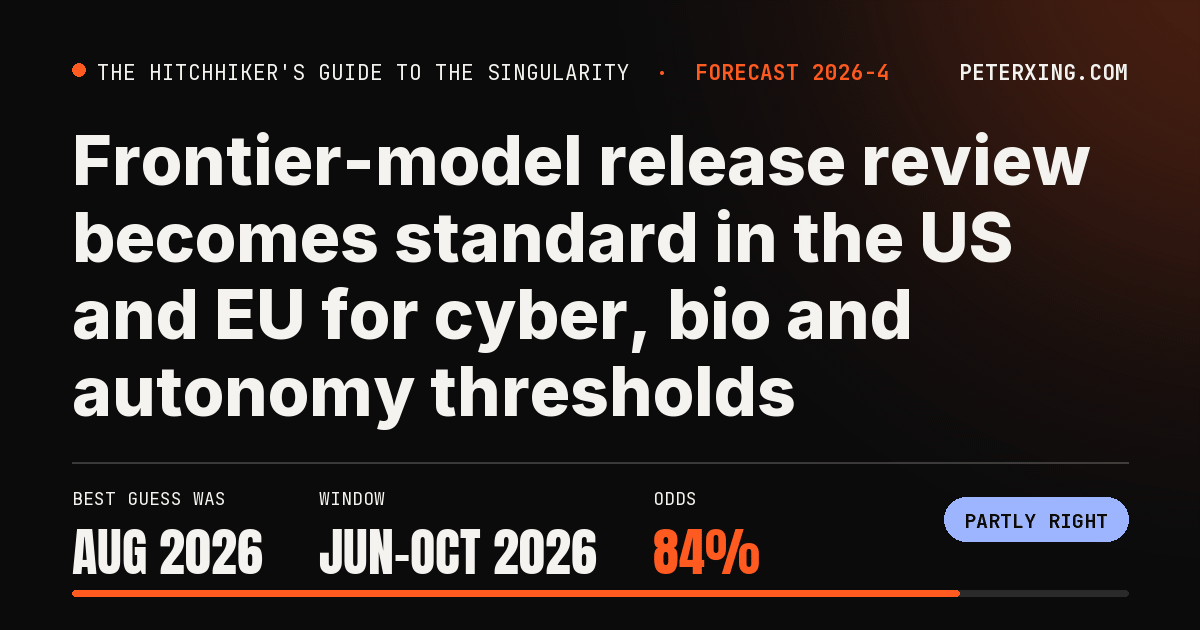 THE HITCHHIKER'S GUIDE TO THE SINGULARITY · FORECAST 2026-4 PETERXING.COM
Frontier-model release review
becomes standard in the US
and EU for cyber, bio and
autonomy thresholds
BEST GUESS WAS WINDOW ODDS
AUG 2026 JUN-OCT 2026 84% PARTLY RIGHT